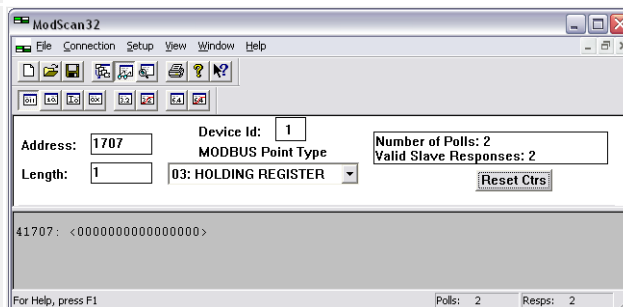 ModScan32
File Connection Setup View Window Help
Address: 1707
Device Id: 1
MODBUS Point Type
Length: 1
03: HOLDING REGISTER
Number of Polls: 2
Valid Slave Responses: 2
Reset Ctrs
41707: <0000000000000000>
For Help, press F1
Polls: 2
Resps: 2